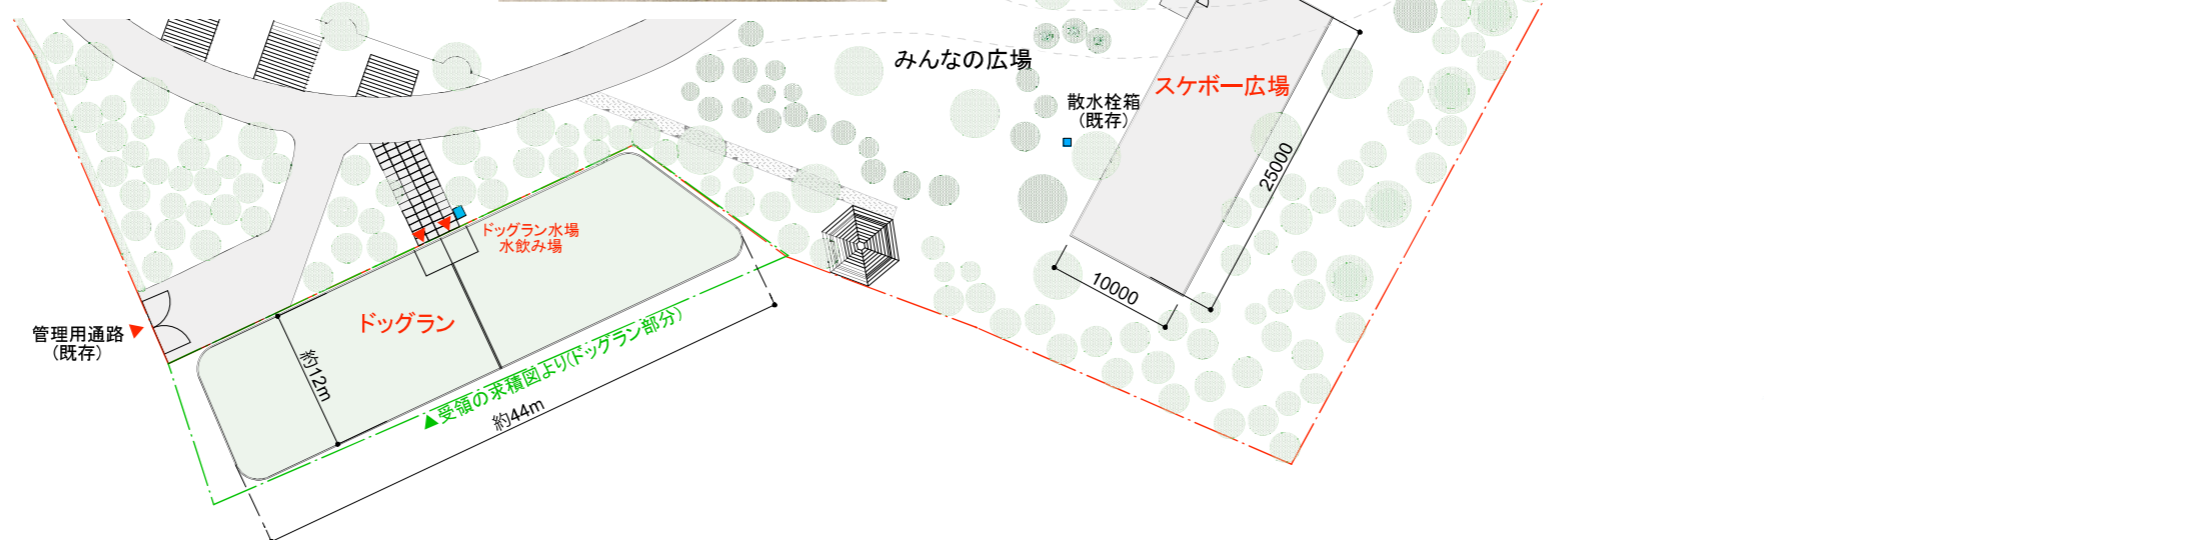 みんなの広場
スケボー広場
散水栓箱
（既存）
25000
10000
ドッグラン水場
水飲み場
ドッグラン
管理用通路
（既存）
約12m
▲受領の求積図より(ドッグラン部分)
約44m